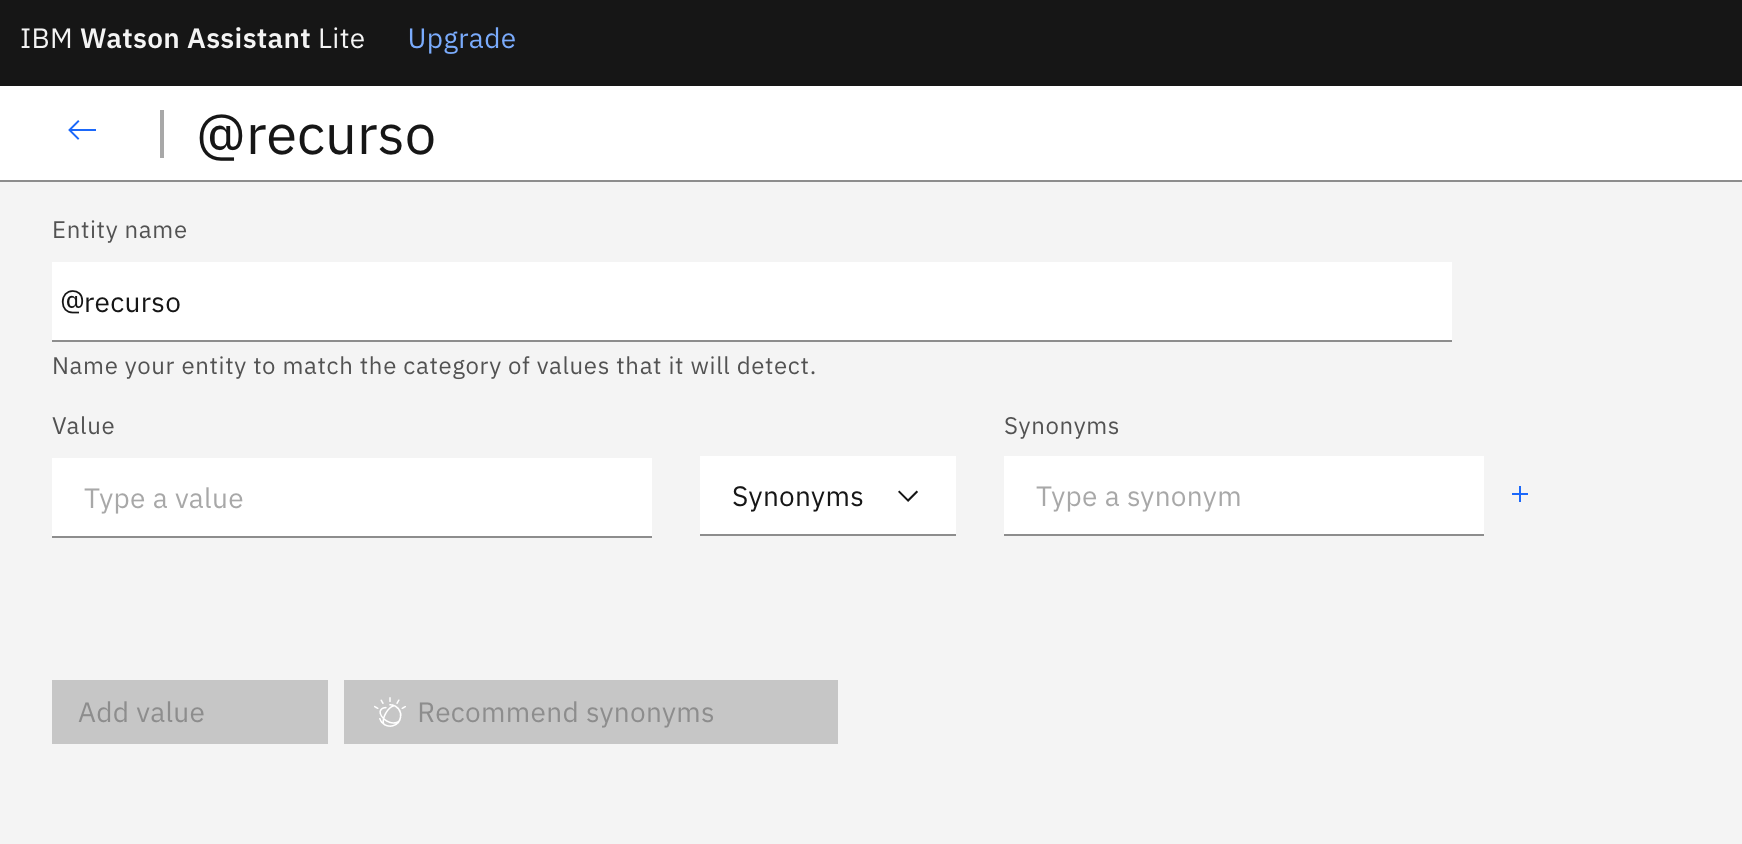 IBM Watson Assistant Lite Upgrade
@recurso
Entity name
@recurso
Name your entity to match the category of values that it will detect.
Value Synonyms
Type a value Synonyms Type a synonym +
Add value Recommend synonyms